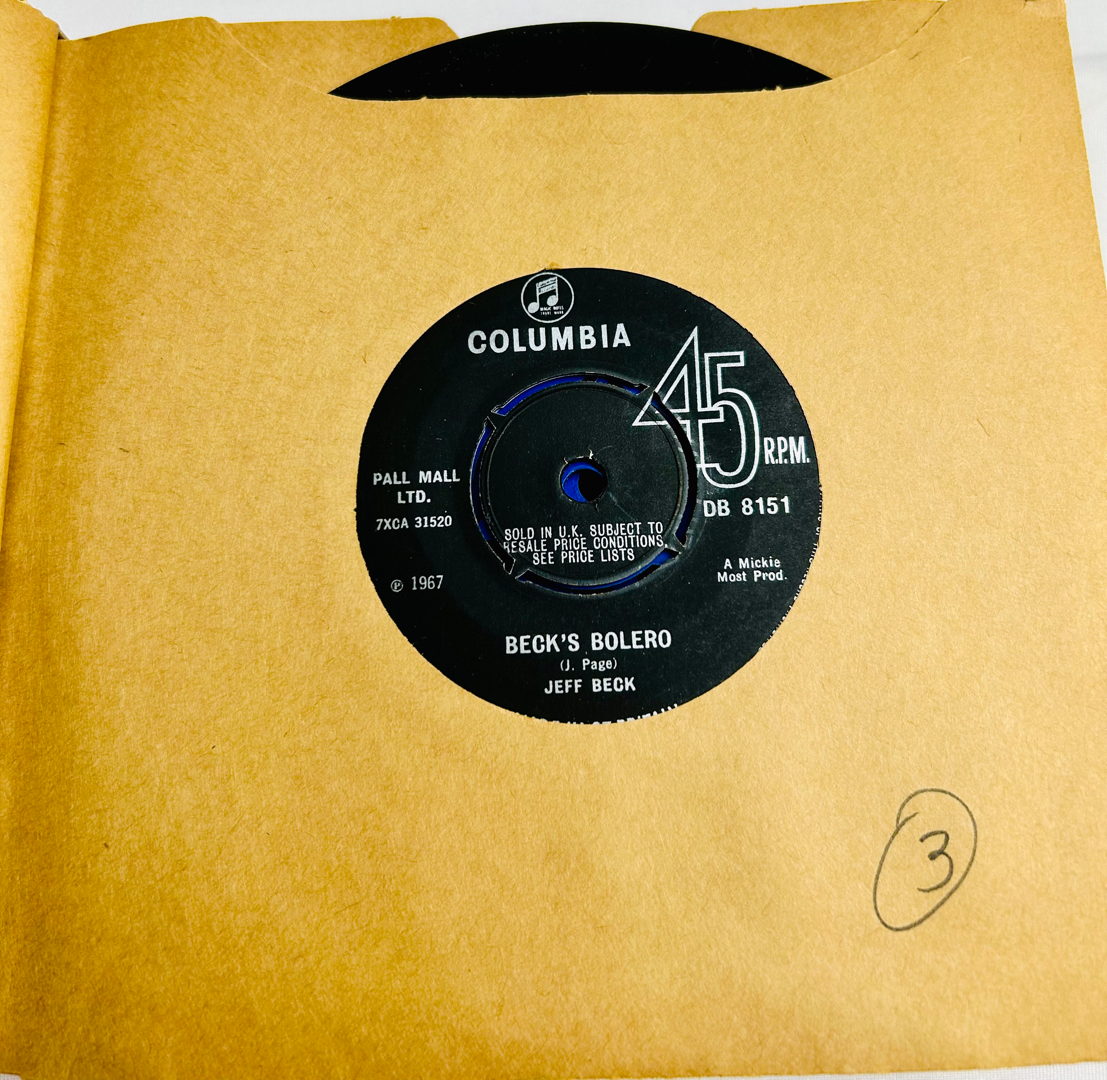 COLUMBIA
45
R.P.M.
PALL MALL
LTD.
7XCA 31520
DB 8151
SOLD IN U.K. SUBJECT TO
RESALE PRICE CONDITIONS,
SEE PRICE LISTS
A Mickie
Most Prod.
℗ 1967
BECK'S BOLERO
(J. Page)
JEFF BECK
3